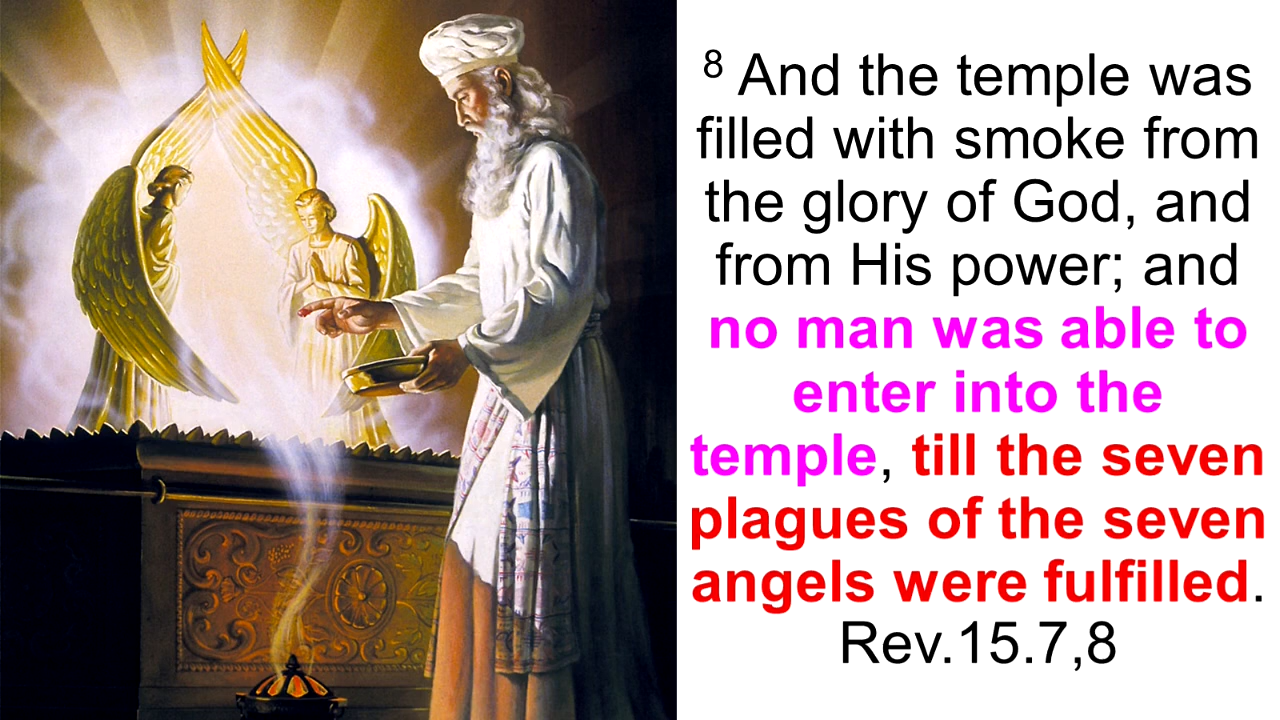 ⁸ And the temple was
filled with smoke from
the glory of God, and
from His power; and
no man was able to
enter into the
temple, till the seven
plagues of the seven
angels were fulfilled.
Rev.15.7,8